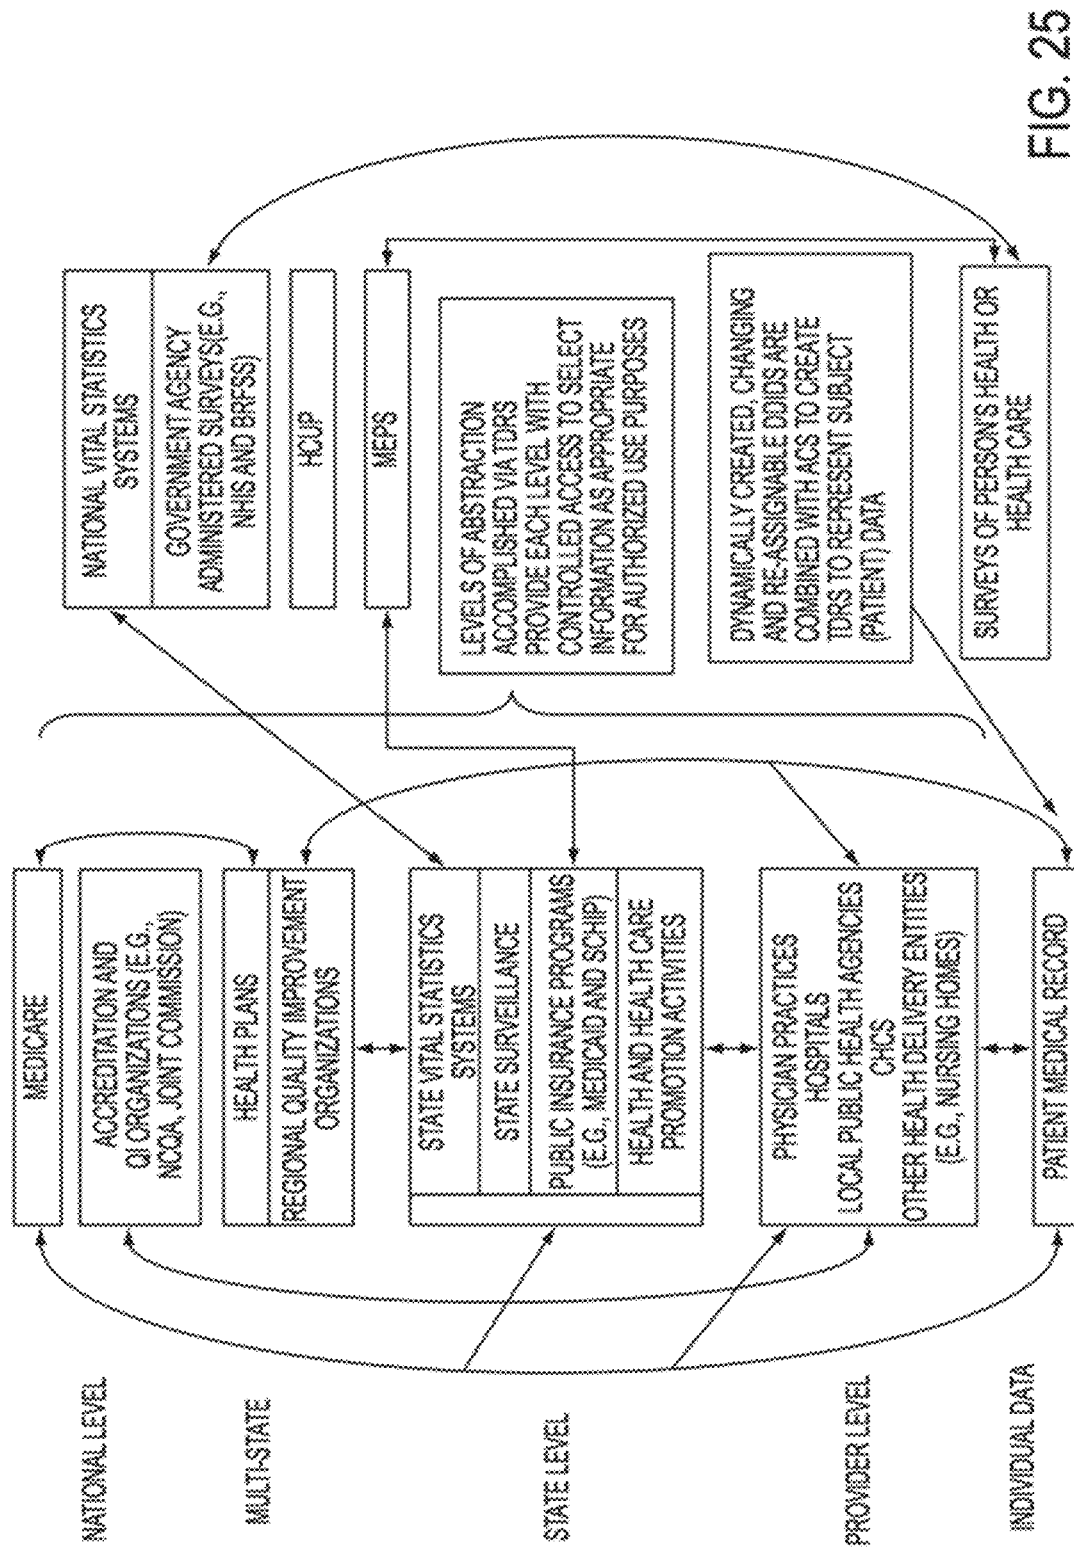 NATIONAL LEVEL
MULTI-STATE
STATE LEVEL
PROVIDER LEVEL
INDIVIDUAL DATA
MEDICARE
ACCREDITATION AND
QI ORGANIZATIONS (E.G.,
NCQA, JOINT COMMISSION)
HEALTH PLANS
REGIONAL QUALITY IMPROVEMENT
ORGANIZATIONS
STATE VITAL STATISTICS
SYSTEMS
STATE SURVEILLANCE
PUBLIC INSURANCE PROGRAMS
(E.G., MEDICAID AND SCHIP)
HEALTH AND HEALTH CARE
PROMOTION ACTIVITIES
PHYSICIAN PRACTICES
HOSPITALS
LOCAL PUBLIC HEALTH AGENCIES
CHCS
OTHER HEALTH DELIVERY ENTITIES
(E.G., NURSING HOMES)
PATIENT MEDICAL RECORD
NATIONAL VITAL STATISTICS
SYSTEMS
GOVERNMENT AGENCY
ADMINISTERED SURVEYS(E.G.,
NHIS AND BRFSS)
HCUP
MEPS
LEVELS OF ABSTRACTION
ACCOMPLISHED VIA TDRS
PROVIDE EACH LEVEL WITH
CONTROLLED ACCESS TO SELECT
INFORMATION AS APPROPRIATE
FOR AUTHORIZED USE PURPOSES
DYNAMICALLY CREATED, CHANGING
AND RE-ASSIGNABLE DDIDS ARE
COMBINED WITH ACS TO CREATE
TDRS TO REPRESENT SUBJECT
(PATIENT) DATA
SURVEYS OF PERSON'S HEALTH OR
HEALTH CARE
FIG. 25